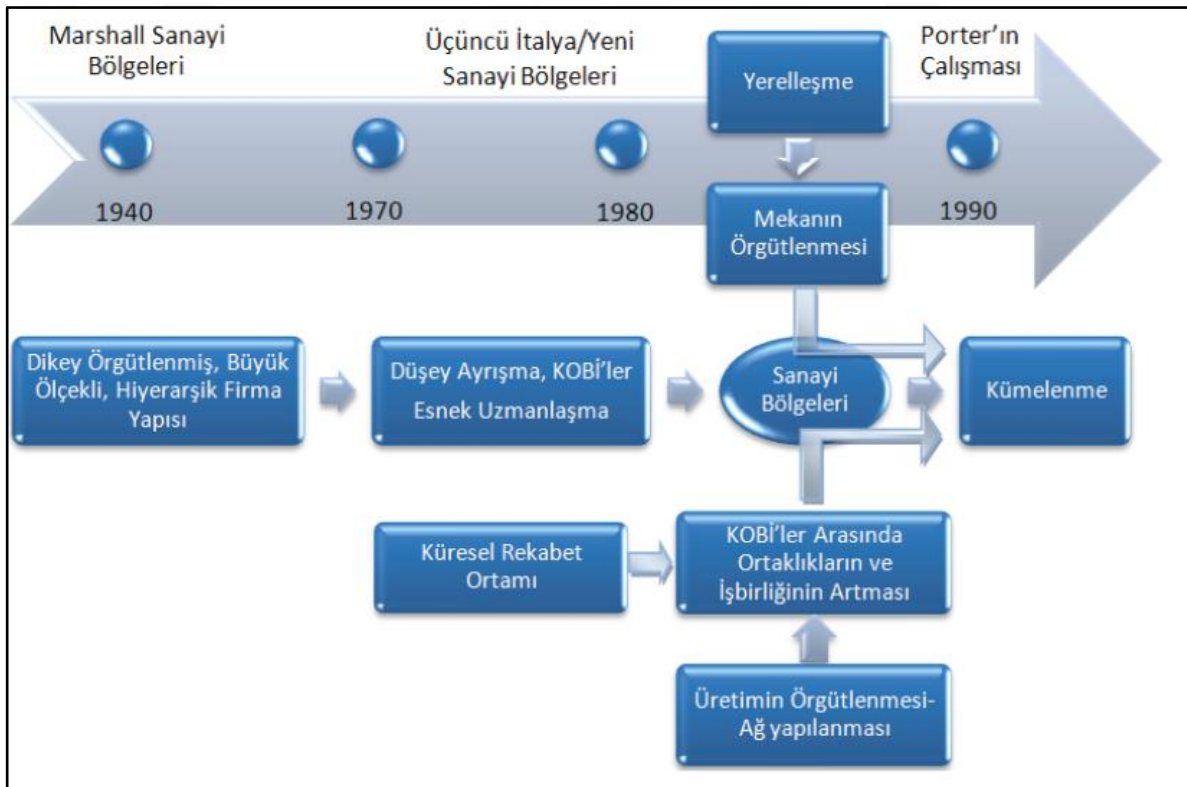 Marshall Sanayi
Bölgeleri
Üçüncü İtalya/Yeni
Sanayi Bölgeleri
Yerelleşme
Porter’ın
Çalışması
1940
1970
1980
1990
Mekanın
Örgütlenmesi
Dikey Örgütlenmiş, Büyük
Ölçekli, Hiyerarşik Firma
Yapısı
Düşey Ayrışma, KOBİ’ler
Esnek Uzmanlaşma
Sanayi
Bölgeleri
Kümelenme
Küresel Rekabet
Ortamı
KOBİ’ler Arasında
Ortaklıkların ve
İşbirliğinin Artması
Üretimin Örgütlenmesi-
Ağ yapılanması